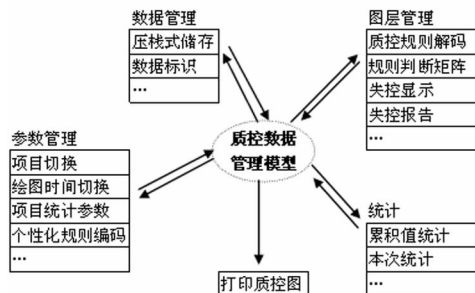 数据管理
压栈式储存
数据标识
…
图层管理
质控规则解码
规则判断矩阵
失控显示
失控报告
…
质控数据
管理模型
参数管理
项目切换
绘图时间切换
项目统计参数
个性化规则编码
…
统计
累积值统计
本次统计
…
打印质控图